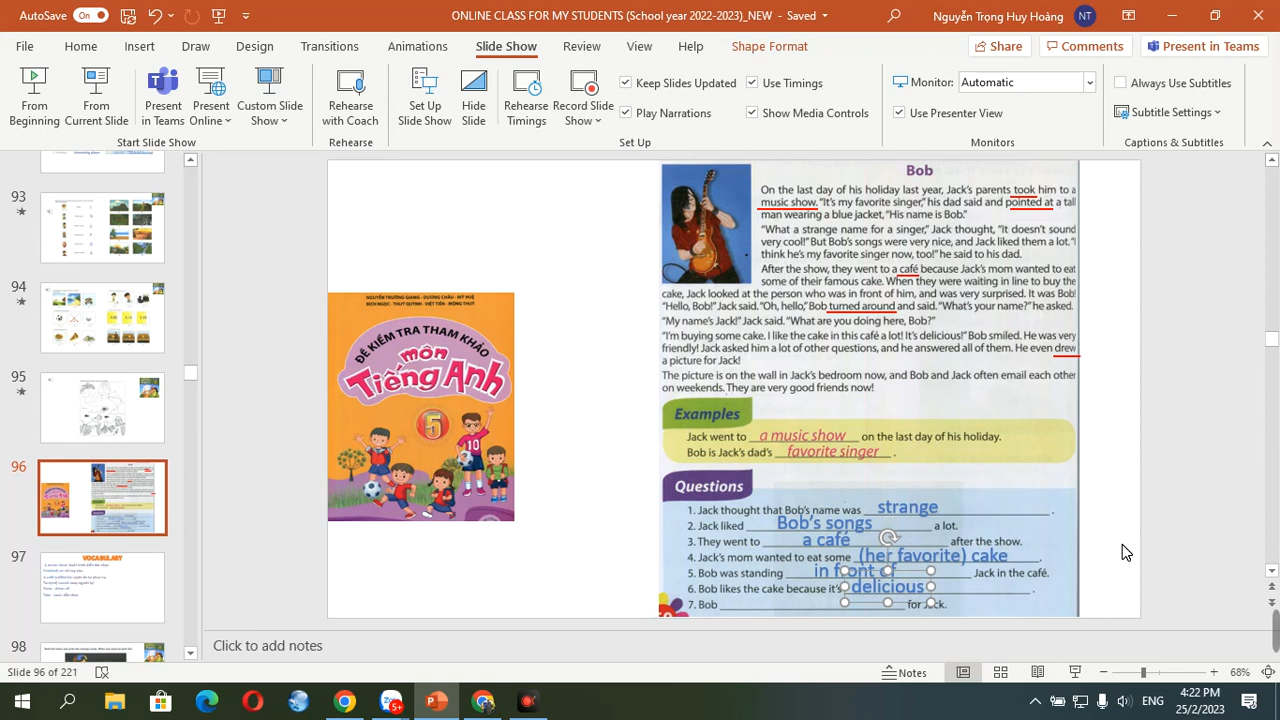 AutoSave On ONLINE CLASS FOR MY STUDENTS (School year 2022-2023)_NEW - Saved Nguyễn Trọng Huy Hoàng NT
File Home Insert Draw Design Transitions Animations Slide Show Review View Help Shape Format Share Comments Present in Teams
From Beginning
From Current Slide
Present in Teams
Present Online
Custom Slide Show
Rehearse with Coach
Set Up Slide Show
Hide Slide
Rehearse Timings
Record Slide Show
Keep Slides Updated
Use Timings
Play Narrations
Show Media Controls
Monitor: Automatic
Use Presenter View
Always Use Subtitles
Subtitle Settings
Start Slide Show Rehearse Set Up Monitors Captions & Subtitles
93
94
95
96
97
VOCABULARY
98
NGUYỄN TRƯỜNG GIANG - DƯƠNG CHÂU - MT HUỆ
BÍCH NGỌC - THUÝ QUỲNH - VIỆT TIẾN - MỘNG THUÝ
ĐỀ KIỂM TRA THAM KHẢO
môn
Tiếng Anh
5
Bob
On the last day of his holiday last year, Jack's parents took him to a
music show. "It's my favorite singer," his dad said and pointed at a tall
man wearing a blue jacket, "His name is Bob."
"What a strange name for a singer," Jack thought, "It doesn't sound
very cool!" But Bob's songs were very nice, and Jack liked them a lot. "I
think he's my favorite singer now, too!" he said to his dad.
After the show, they went to a café because Jack's mom wanted to eat
some of their famous cake. When they were waiting in line to buy the
cake, Jack looked at the person who was in front of him, and was very surprised. It was Bob!
"Hello, Bob!" Jack said. "Oh, hello," Bob turned around and said. "What's your name?" he asked.
"My name's Jack!" Jack said. "What are you doing here, Bob?"
"I'm buying some cake. I like the cake in this café a lot! It's delicious!" Bob smiled. He was very
friendly! Jack asked him a lot of other questions, and he answered all of them. He even drew
a picture for Jack!
The picture is on the wall in Jack's bedroom now, and Bob and Jack often email each other
on weekends. They are very good friends now!
Examples
Jack went to a music show on the last day of his holiday.
Bob is Jack's dad's favorite singer.
Questions
1. Jack thought that Bob's name was strange.
2. Jack liked Bob's songs a lot.
3. They went to a café after the show.
4. Jack's mom wanted to eat some (her favorite) cake.
5. Bob was standing in front of Jack in the café.
6. Bob likes the cake because it's delicious.
7. Bob ________ for Jack.
Click to add notes
Slide 96 of 221 Notes 68%
ENG 4:22 PM
25/2/2023